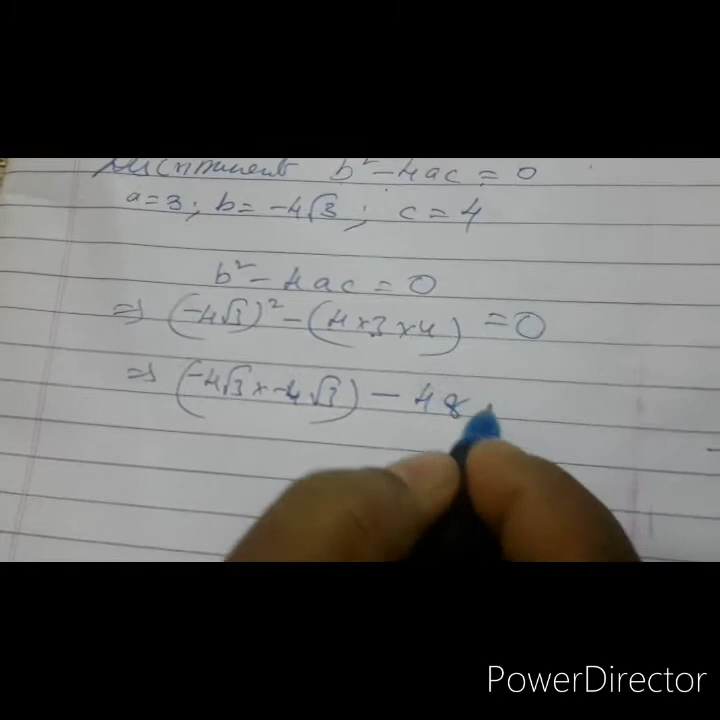 Discriminent b² - 4ac = 0
a = 3 ; b = -4√3 ; c = 4
b² - 4ac = 0
⇒ (-4√3)² - (4×3×4) = 0
⇒ (-4√3 × -4√3) - 48
PowerDirector